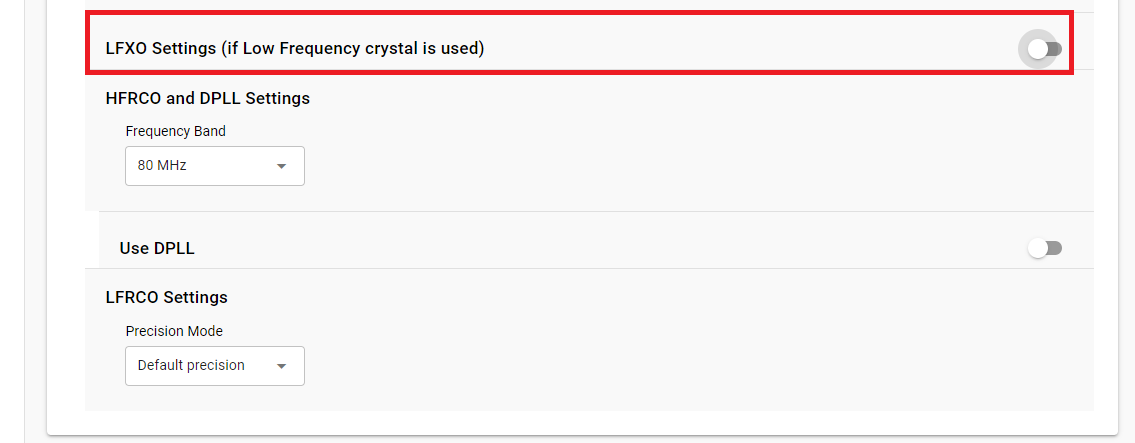 LFXO Settings (if Low Frequency crystal is used)
HFRCO and DPLL Settings
Frequency Band
80 MHz
Use DPLL
LFRCO Settings
Precision Mode
Default precision